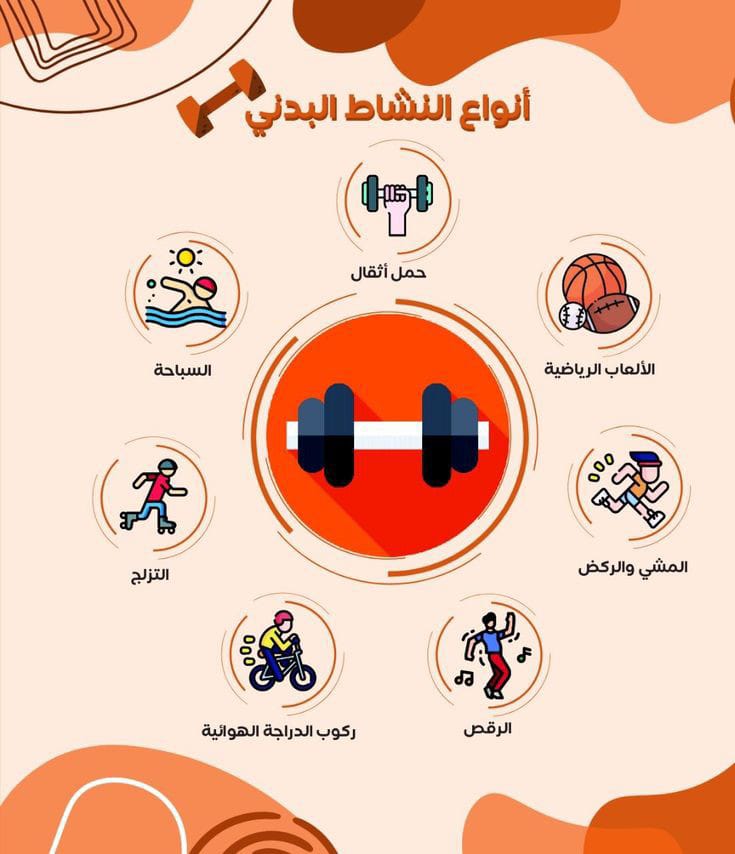 أنواع النشاط البدني
حمل أثقال
الألعاب الرياضية
السباحة
المشي والركض
التزلج
الرقص
ركوب الدراجة الهوائية